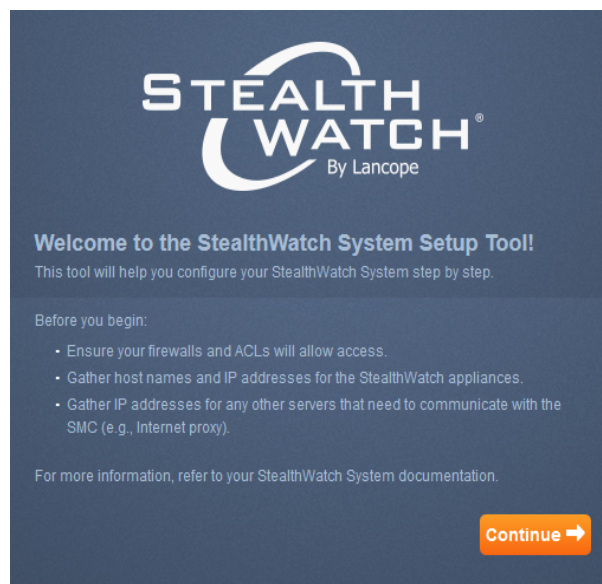 STEALTH
WATCH®
By Lancope
Welcome to the StealthWatch System Setup Tool!
This tool will help you configure your StealthWatch System step by step.
Before you begin:
• Ensure your firewalls and ACLs will allow access.
• Gather host names and IP addresses for the StealthWatch appliances.
• Gather IP addresses for any other servers that need to communicate with the
SMC (e.g., Internet proxy).
For more information, refer to your StealthWatch System documentation.
Continue